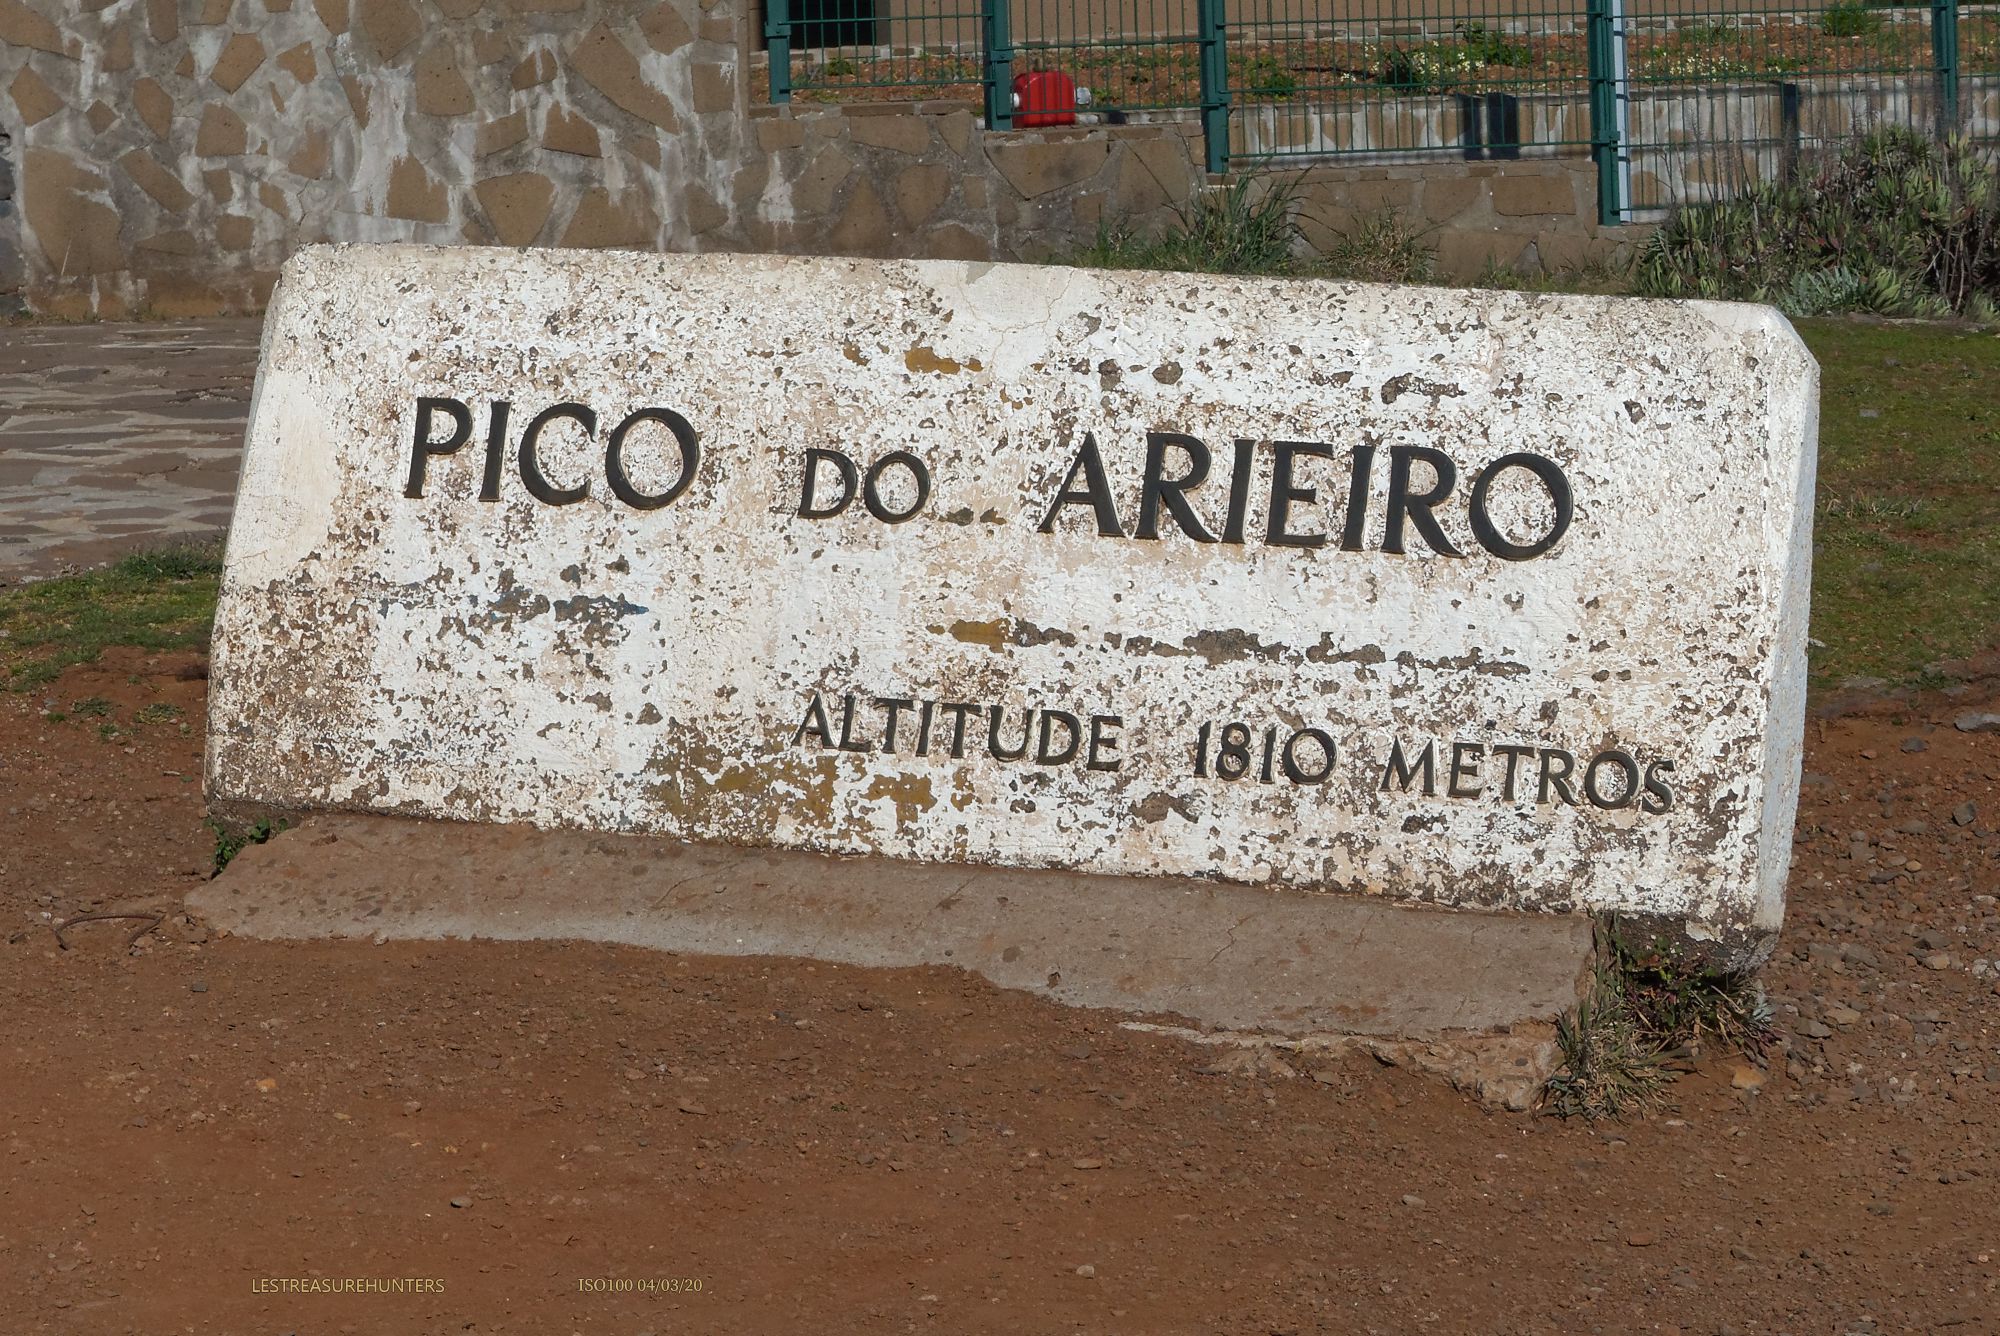 PICO DO ARIEIRO
ALTITUDE 1810 METROS
LESTREASUREHUNTERS ISO100 04/03/20